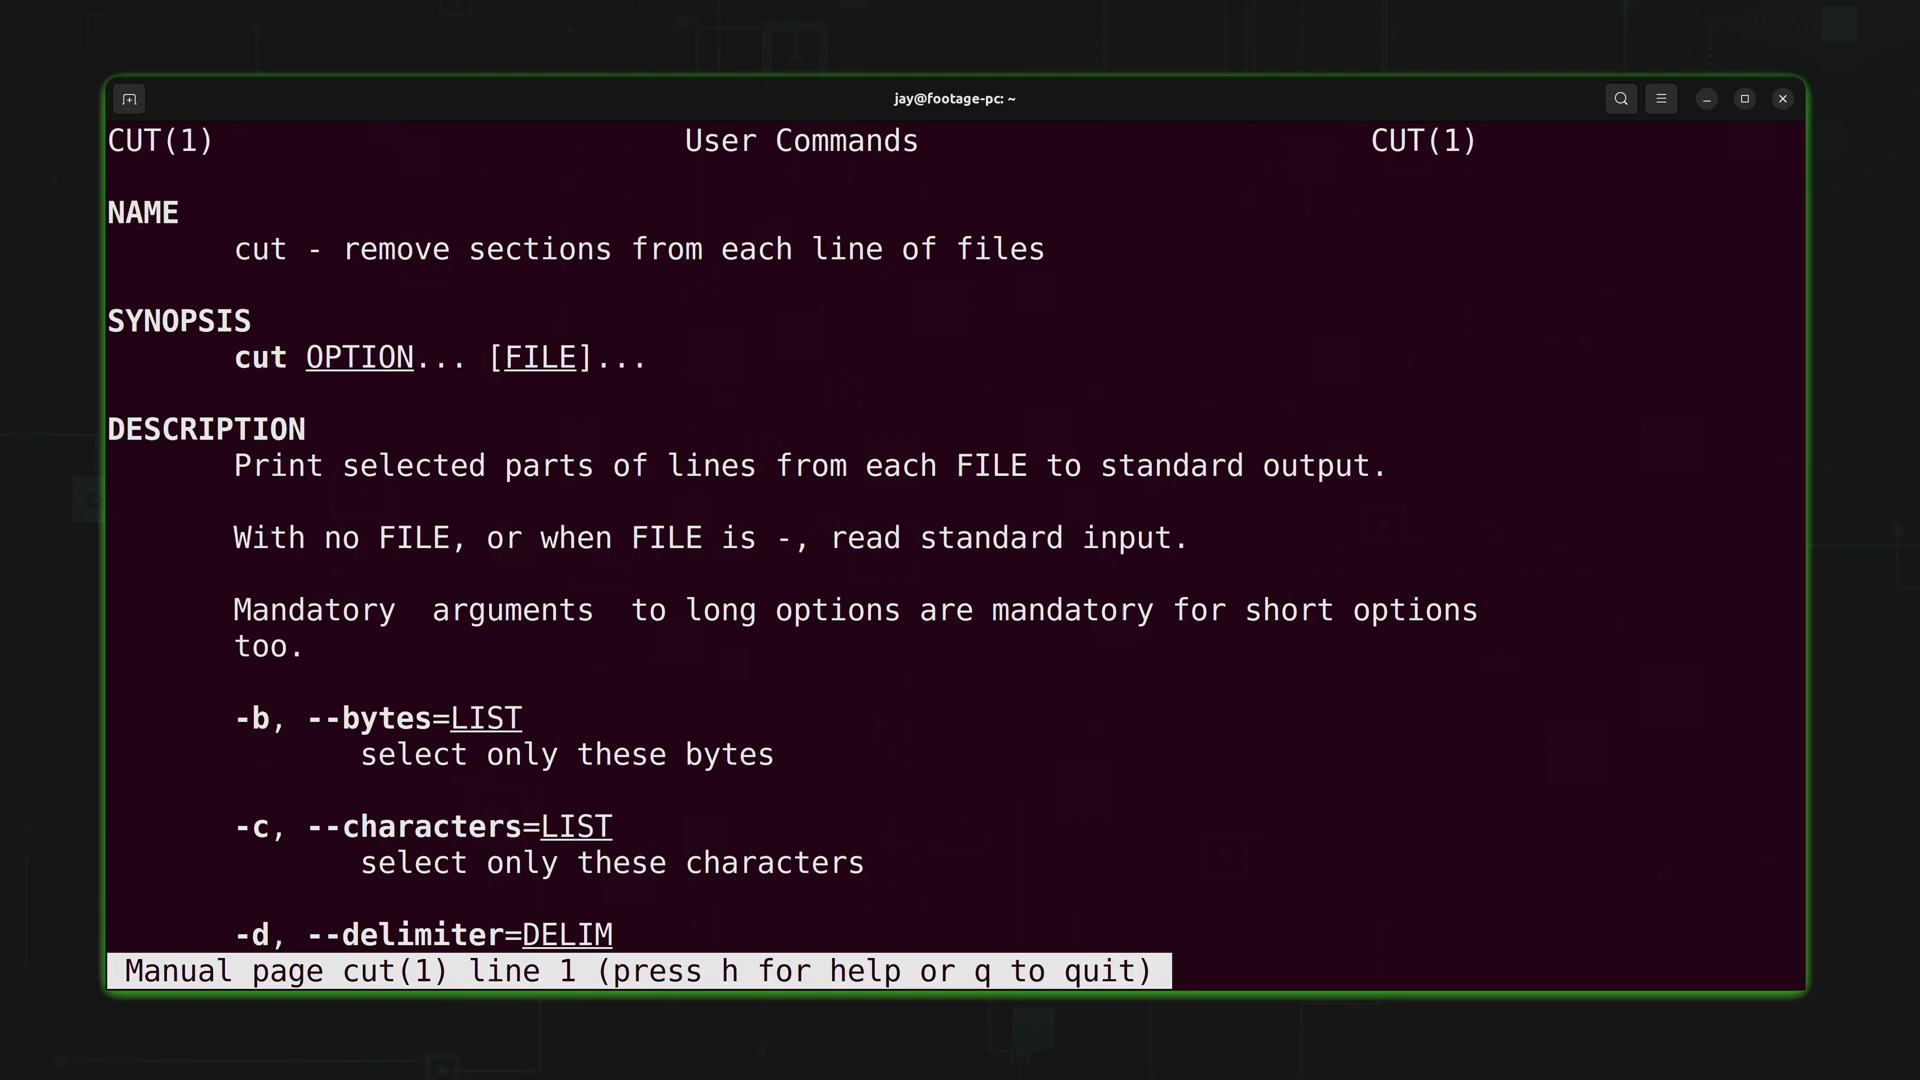 jay@footage-pc: ~
CUT(1) User Commands CUT(1)
NAME
cut - remove sections from each line of files
SYNOPSIS
cut OPTION... [FILE]...
DESCRIPTION
Print selected parts of lines from each FILE to standard output.
With no FILE, or when FILE is -, read standard input.
Mandatory arguments to long options are mandatory for short options
too.
-b, --bytes=LIST
select only these bytes
-c, --characters=LIST
select only these characters
-d, --delimiter=DELIM
Manual page cut(1) line 1 (press h for help or q to quit)